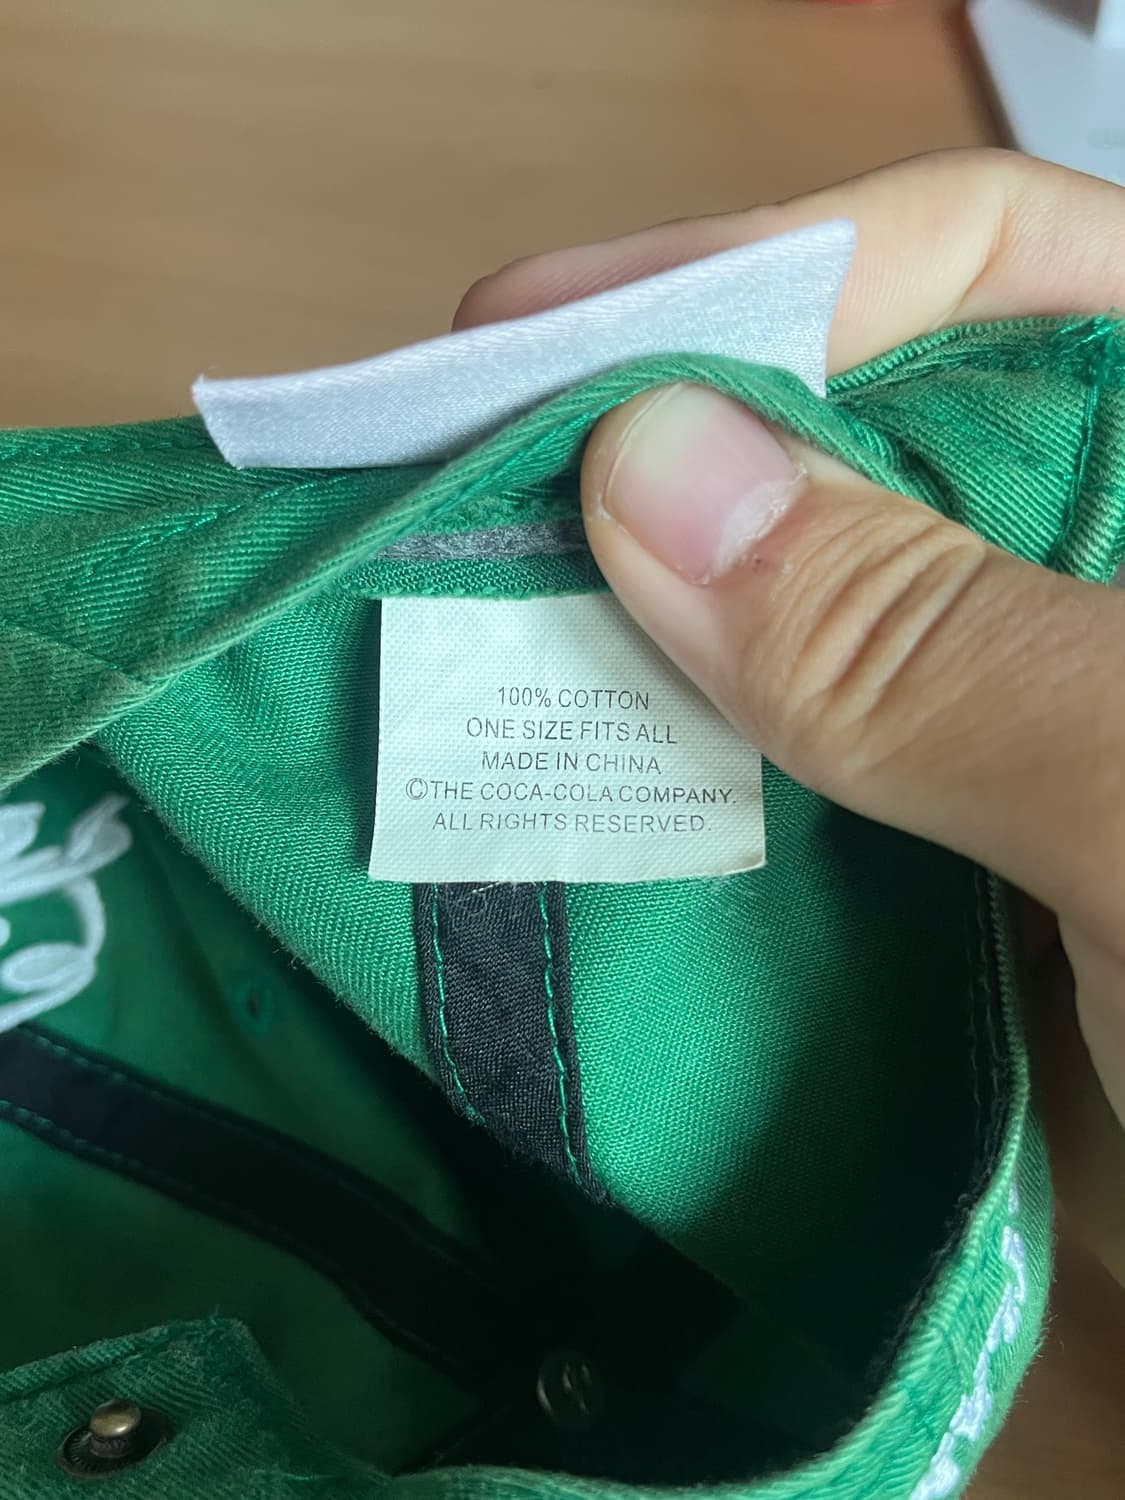 100% COTTON
ONE SIZE FITS ALL
MADE IN CHINA
©THE COCA-COLA COMPANY.
ALL RIGHTS RESERVED.